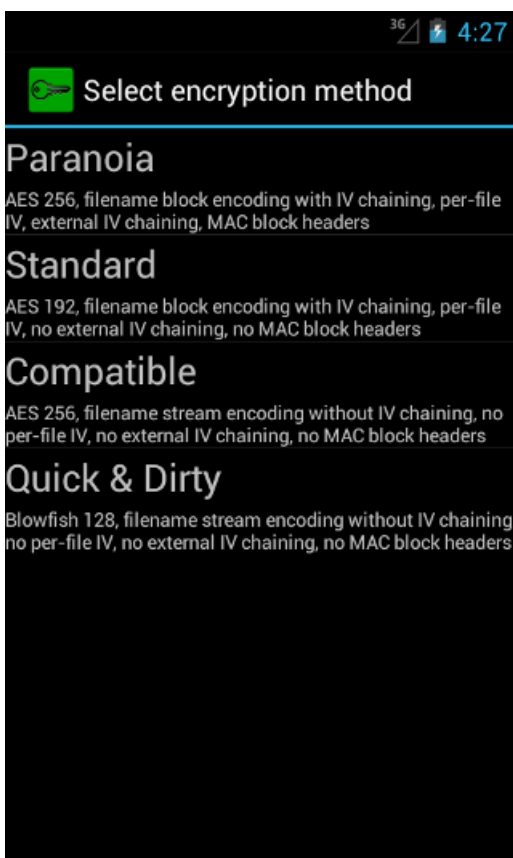 3G 4:27
Select encryption method
Paranoia
AES 256, filename block encoding with IV chaining, per-file
IV, external IV chaining, MAC block headers
Standard
AES 192, filename block encoding with IV chaining, per-file
IV, no external IV chaining, no MAC block headers
Compatible
AES 256, filename stream encoding without IV chaining, no
per-file IV, no external IV chaining, no MAC block headers
Quick & Dirty
Blowfish 128, filename stream encoding without IV chaining
no per-file IV, no external IV chaining, no MAC block headers